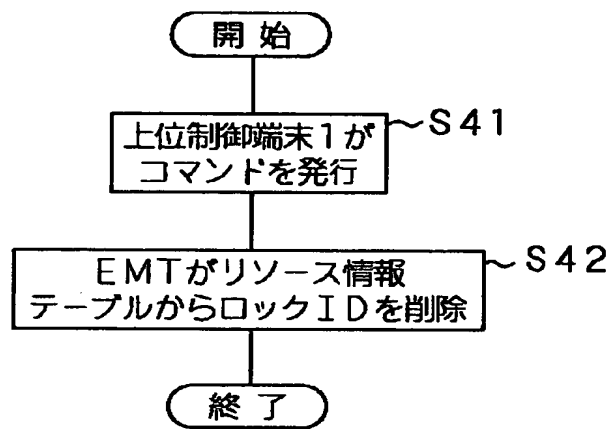 開始
上位制御端末1が
コマンドを発行
~S41
EMTがリソース情報
テーブルからロックIDを削除
~S42
終了